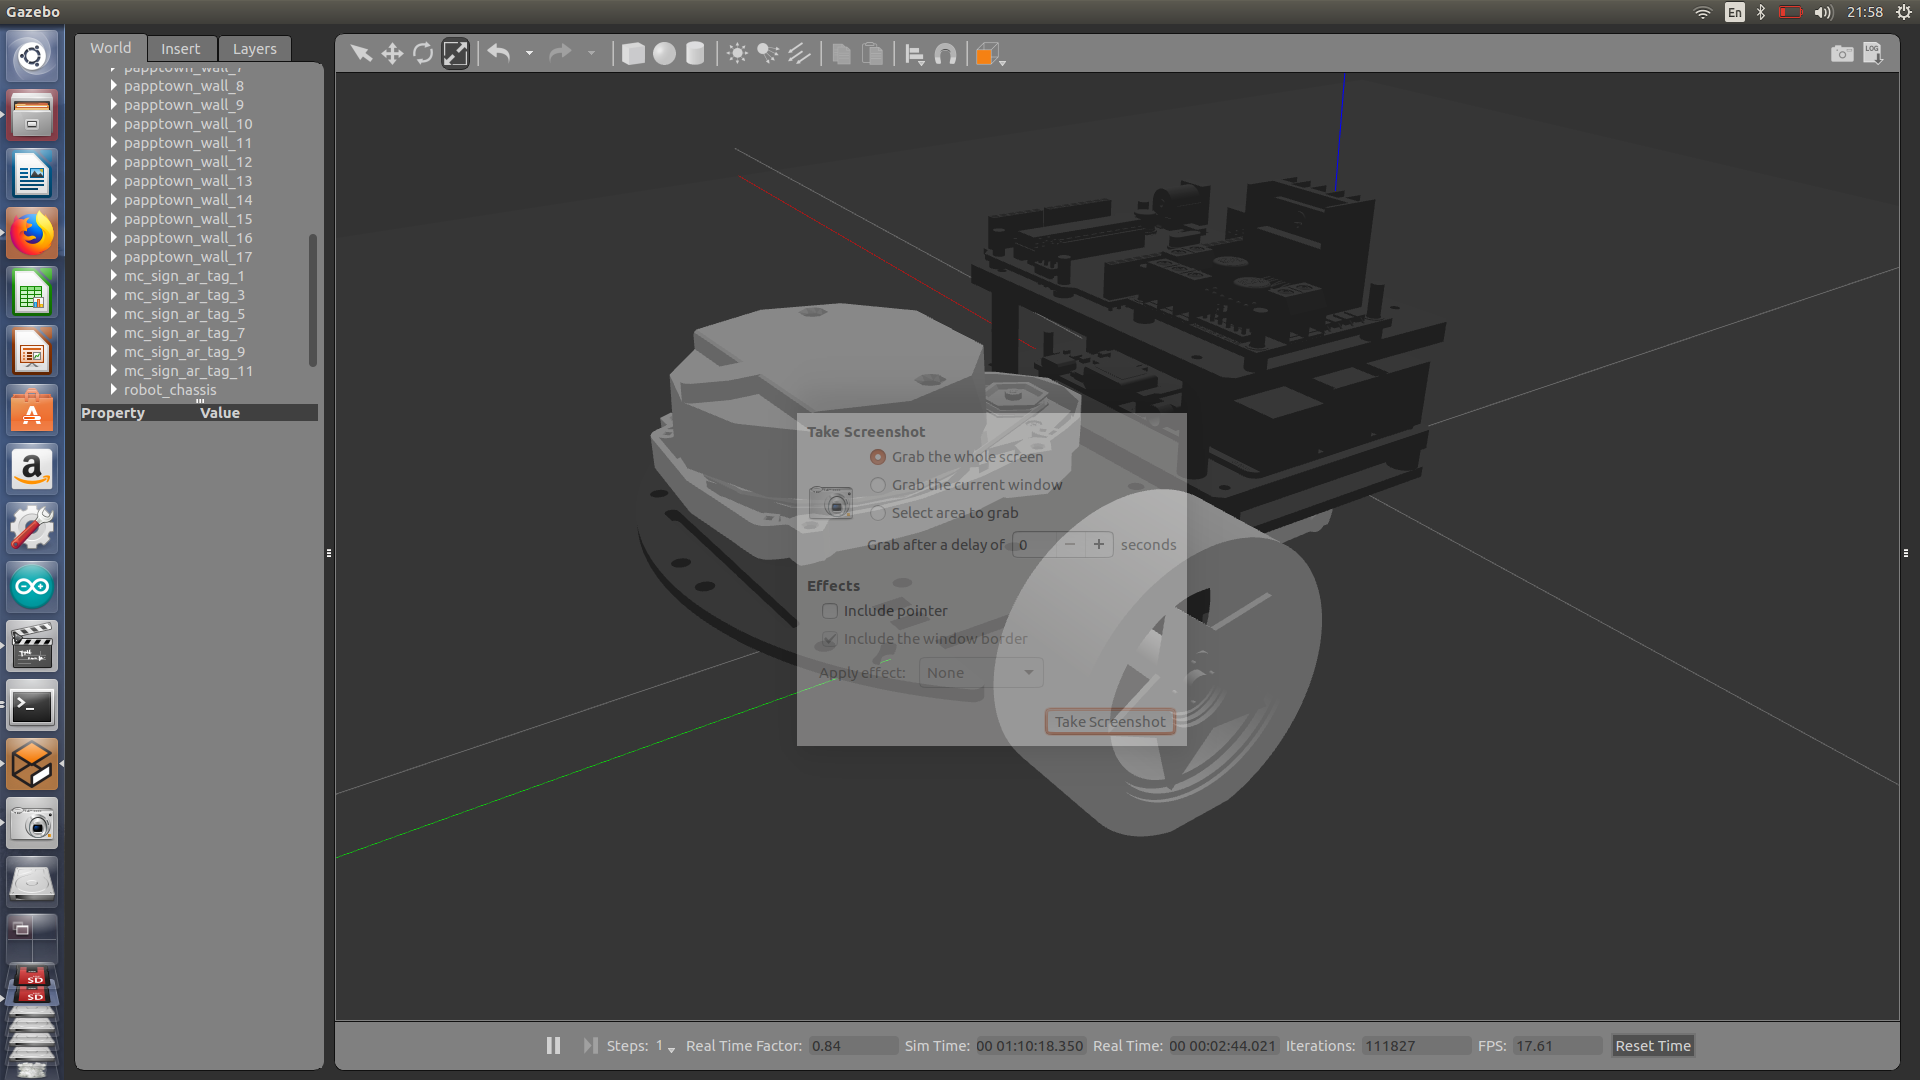 Gazebo
En
21:58
World Insert Layers
papptown_wall_7
papptown_wall_8
papptown_wall_9
papptown_wall_10
papptown_wall_11
papptown_wall_12
papptown_wall_13
papptown_wall_14
papptown_wall_15
papptown_wall_16
papptown_wall_17
mc_sign_ar_tag_1
mc_sign_ar_tag_3
mc_sign_ar_tag_5
mc_sign_ar_tag_7
mc_sign_ar_tag_9
mc_sign_ar_tag_11
robot_chassis
Property Value
LOG
Take Screenshot
Grab the whole screen
Grab the current window
Select area to grab
Grab after a delay of 0 − + seconds
Effects
Include pointer
Include the window border
Apply effect: None
Take Screenshot
SD
SD
Steps: 1 Real Time Factor: 0.84 Sim Time: 00 01:10:18.350 Real Time: 00 00:02:44.021 Iterations: 111827 FPS: 17.61 Reset Time